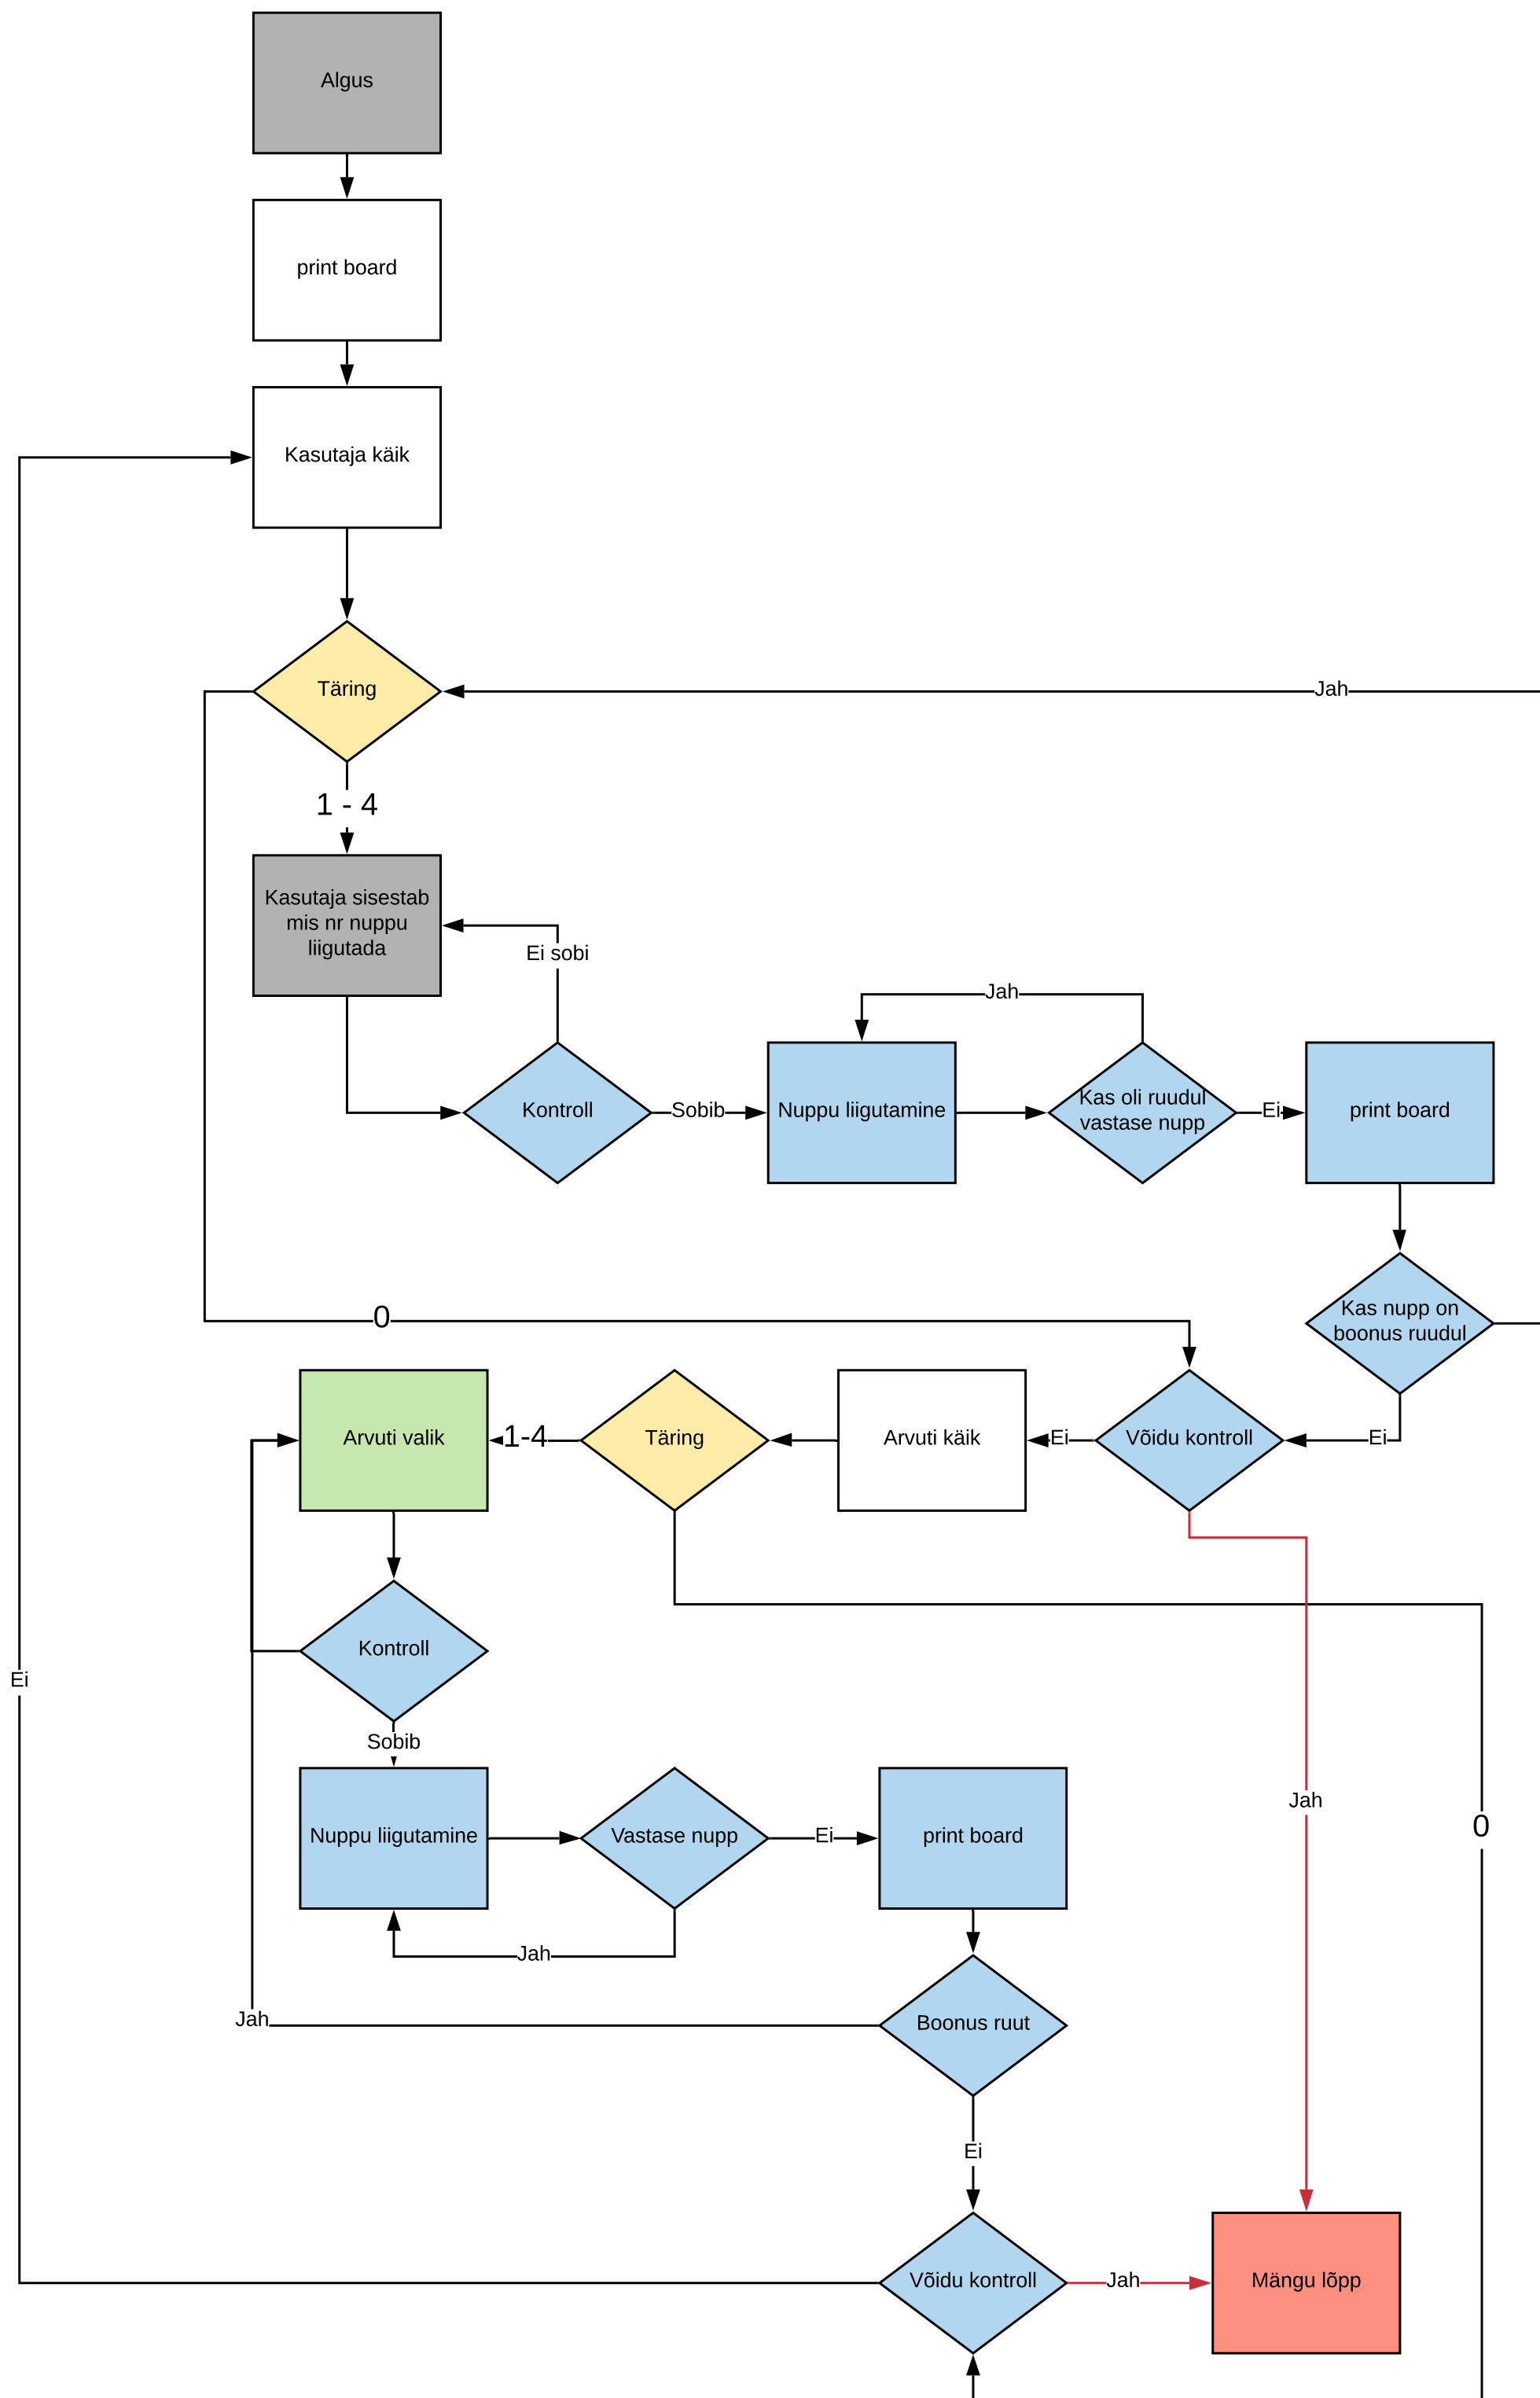 Algus
print board
Kasutaja käik
Täring
Jah
1 - 4
Kasutaja sisestab
mis nr nuppu
liigutada
Ei sobi
Jah
Kontroll
Sobib
Nuppu liigutamine
Kas oli ruudul
vastase nupp
Ei
print board
Kas nupp on
boonus ruudul
0
Arvuti valik
1-4
Täring
Arvuti käik
Ei
Võidu kontroll
Ei
Kontroll
Ei
Sobib
Jah
0
Nuppu liigutamine
Vastase nupp
Ei
print board
Jah
Jah
Boonus ruut
Ei
Võidu kontroll
Jah
Mängu lõpp